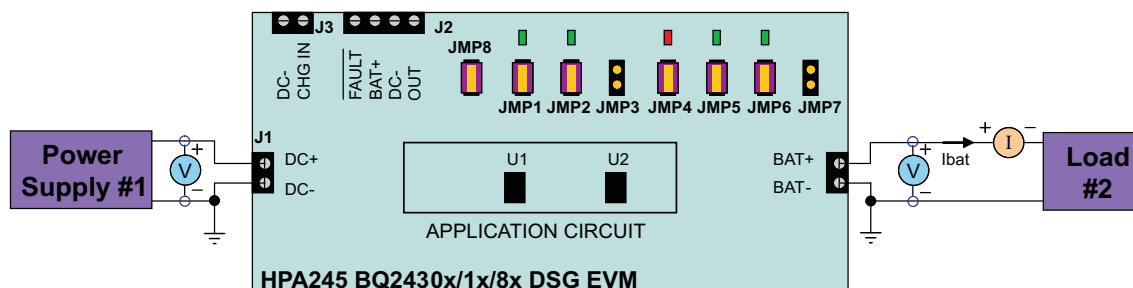 J3
J2
DC-
CHG IN
FAULT
BAT+
DC-
OUT
JMP8
JMP1
JMP2
JMP3
JMP4
JMP5
JMP6
JMP7
Power
Supply #1
+
V
-
J1
DC+
DC-
U1
U2
APPLICATION CIRCUIT
BAT+
BAT-
+
V
-
Ibat
+
I
-
Load
#2
HPA245 BQ2430x/1x/8x DSG EVM